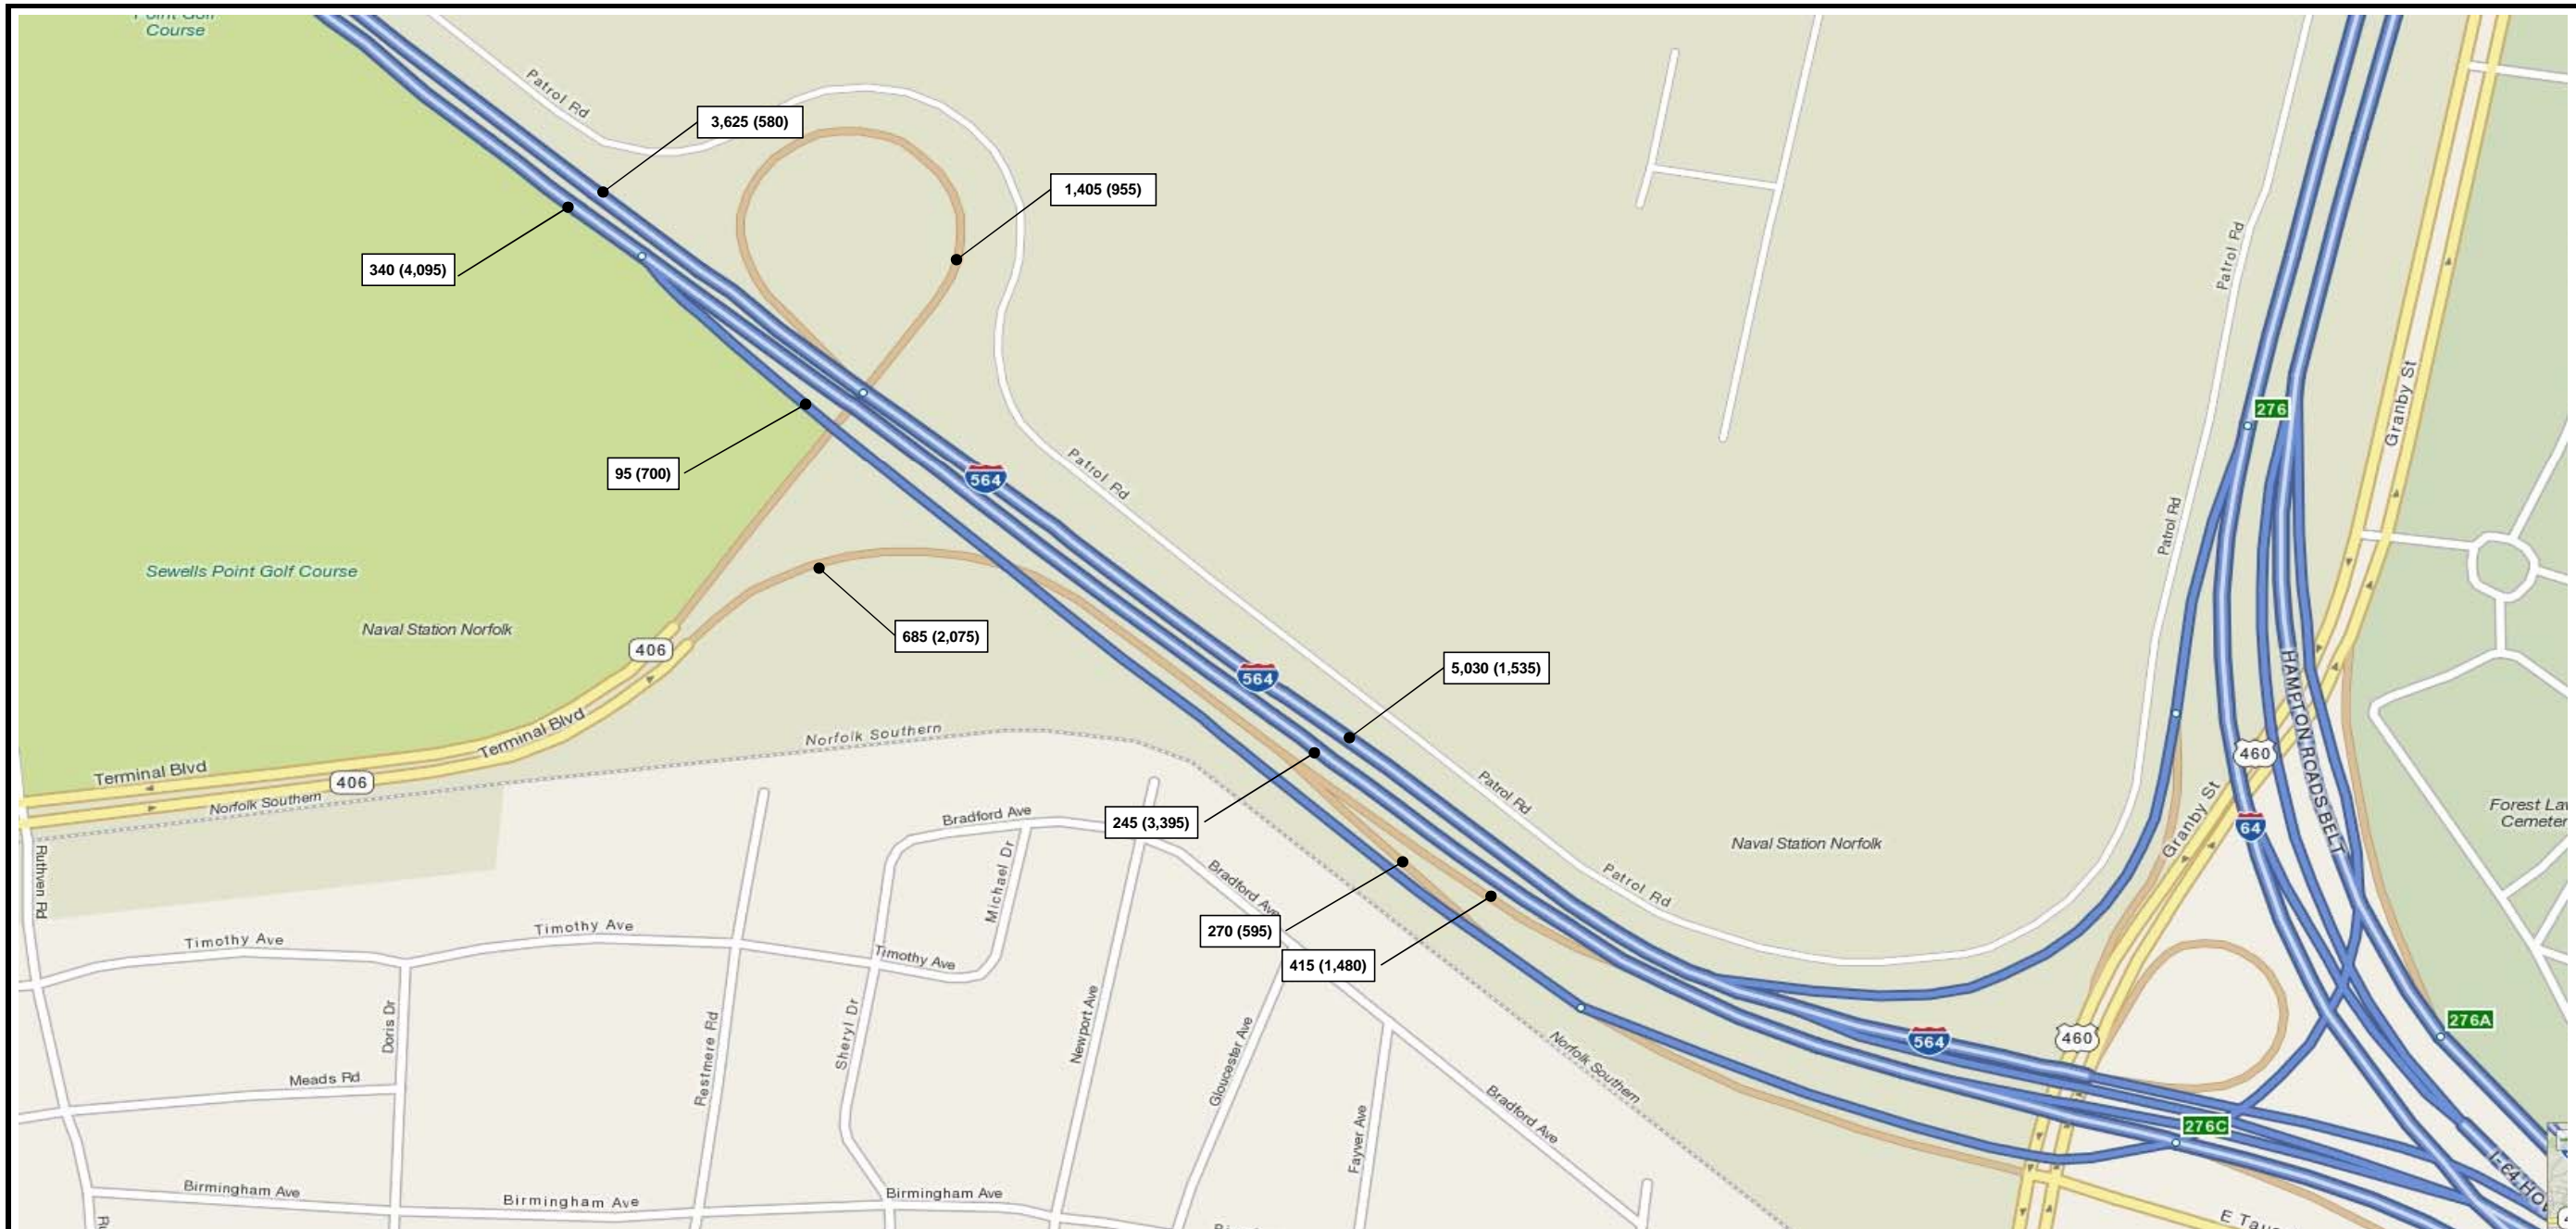 Point Golf
Course
Patrol Rd
3,625 (580)
1,405 (955)
340 (4,095)
Patrol Rd
276
Granby St
95 (700)
564
Patrol Rd
Patrol Rd
Sewells Point Golf Course
Naval Station Norfolk
406
685 (2,075)
564
5,030 (1,535)
HAMPTON ROADS BELT
460
Terminal Blvd
Norfolk Southern
Terminal Blvd
406
Norfolk Southern
Patrol Rd
Granby St
64
Forest
245 (3,395)
Bradford Ave
Naval Station Norfolk
Michael Dr
Ruthven Rd
Bradford Ave
Patrol Rd
270 (595)
415 (1,480)
Timothy Ave
Timothy Ave
Timothy Ave
Doris Dr
Sheryl Dr
Restmere Rd
Newport Ave
Gloucester Ave
Norfolk Southern
564
460
276A
Meads Rd
Bradford Ave
Fayver Ave
276C
I-64 HO
Birmingham Ave
Birmingham Ave
Birmingham Ave